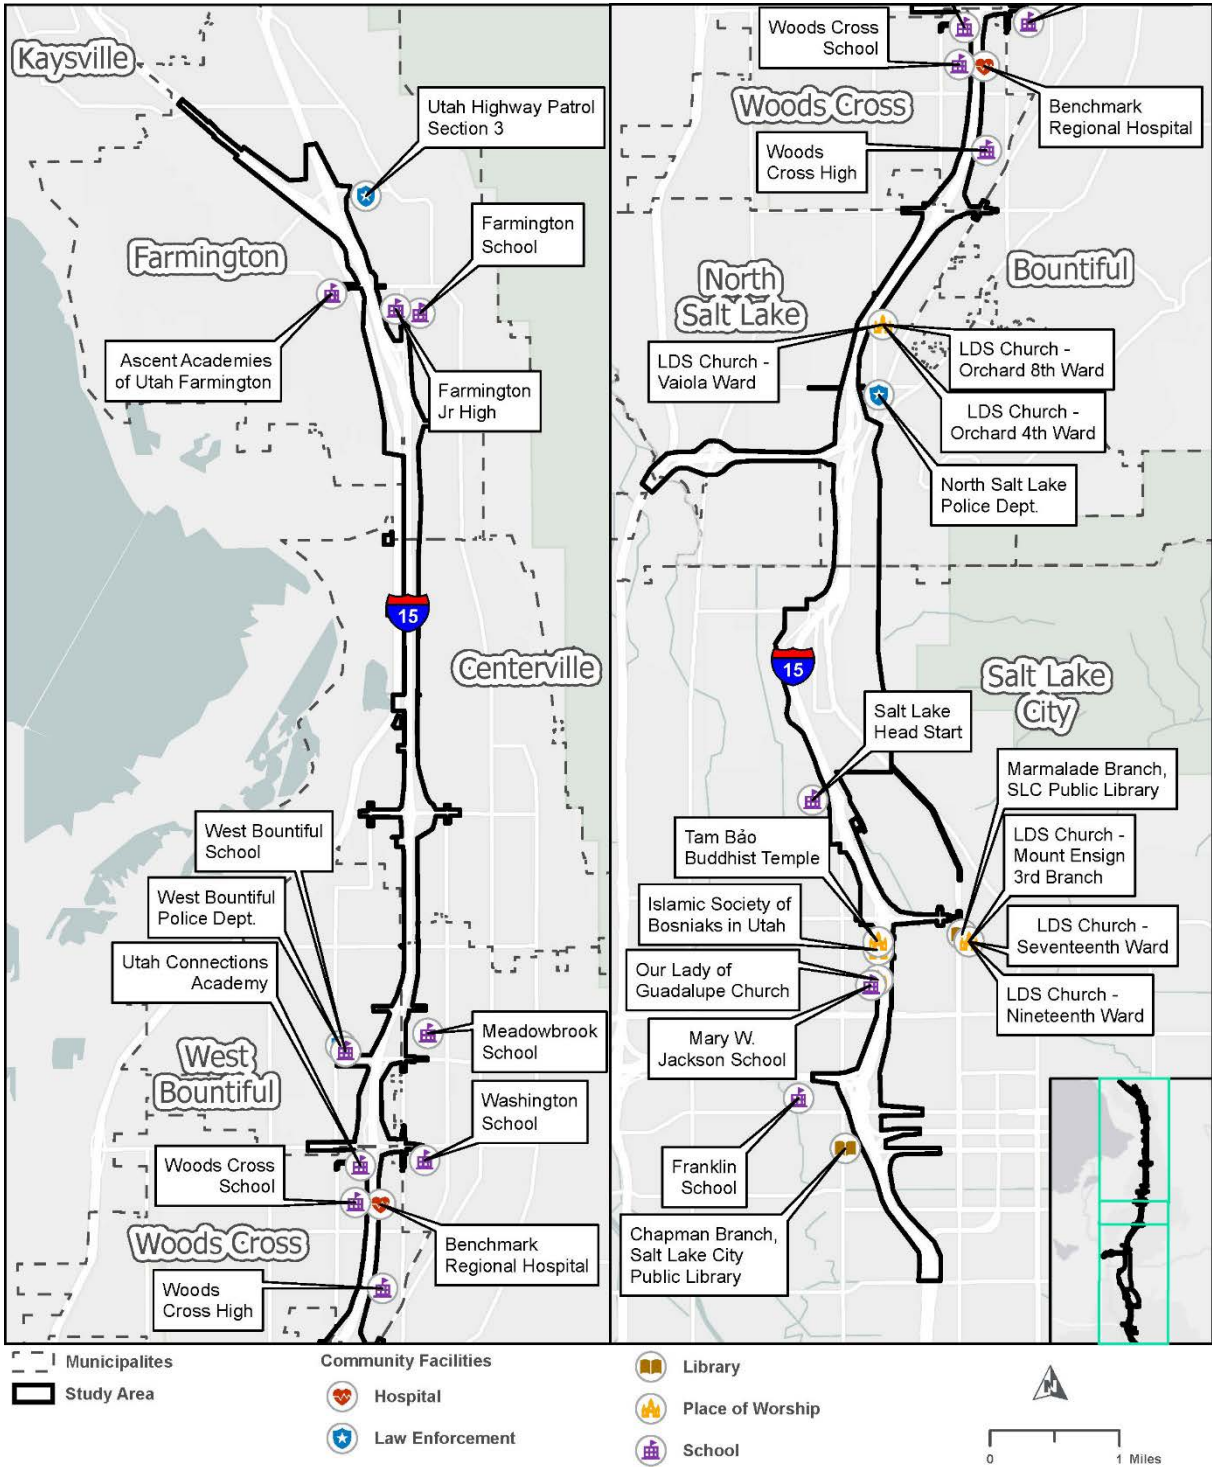 Kaysville
Utah Highway Patrol
Section 3
Farmington
School
Farmington
Ascent Academies
of Utah Farmington
Farmington
Jr High
15
Centerville
West Bountiful
School
West Bountiful
Police Dept.
Utah Connections
Academy
Meadowbrook
School
West
Bountiful
Washington
School
Woods Cross
School
Woods Cross
Benchmark
Regional Hospital
Woods
Cross High
Woods Cross
School
Woods Cross
Benchmark
Regional Hospital
Woods
Cross High
North
Salt Lake
Bountiful
LDS Church -
Vaiola Ward
LDS Church -
Orchard 8th Ward
LDS Church -
Orchard 4th Ward
North Salt Lake
Police Dept.
15
Salt Lake
City
Salt Lake
Head Start
Marmalade Branch,
SLC Public Library
Tam Bảo
Buddhist Temple
LDS Church -
Mount Ensign
3rd Branch
Islamic Society of
Bosniaks in Utah
LDS Church -
Seventeenth Ward
Our Lady of
Guadalupe Church
LDS Church -
Nineteenth Ward
Mary W.
Jackson School
Franklin
School
Chapman Branch,
Salt Lake City
Public Library
Municipalites
Study Area
Community Facilities
Hospital
Law Enforcement
Library
Place of Worship
School
N
0 1 Miles